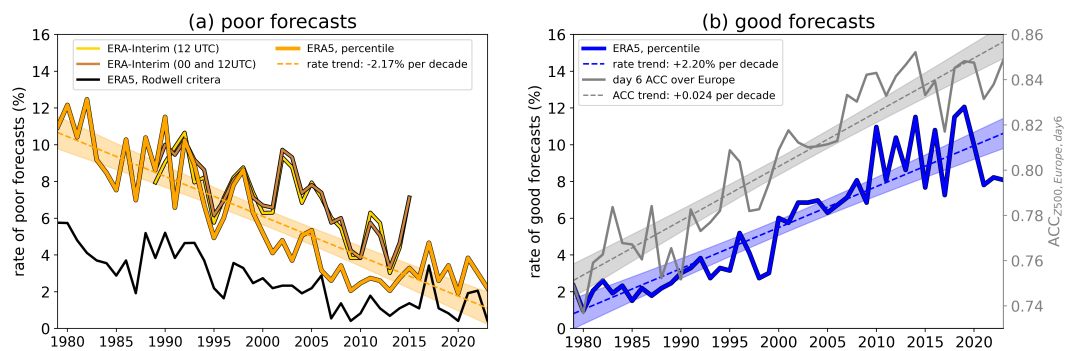 (a) poor forecasts
rate of poor forecasts (%)
16
14
12
10
8
6
4
2
0
ERA-Interim (12 UTC)
ERA-Interim (00 and 12UTC)
ERA5, Rodwell critera
ERA5, percentile
rate trend: -2.17% per decade
1980 1985 1990 1995 2000 2005 2010 2015 2020
(b) good forecasts
rate of good forecasts (%)
16
14
12
10
8
6
4
2
0
ERA5, percentile
rate trend: +2.20% per decade
day 6 ACC over Europe
ACC trend: +0.024 per decade
1980 1985 1990 1995 2000 2005 2010 2015 2020
0.86
0.84
0.82
0.80
0.78
0.76
0.74
ACC_{Z500, Europe, day6}